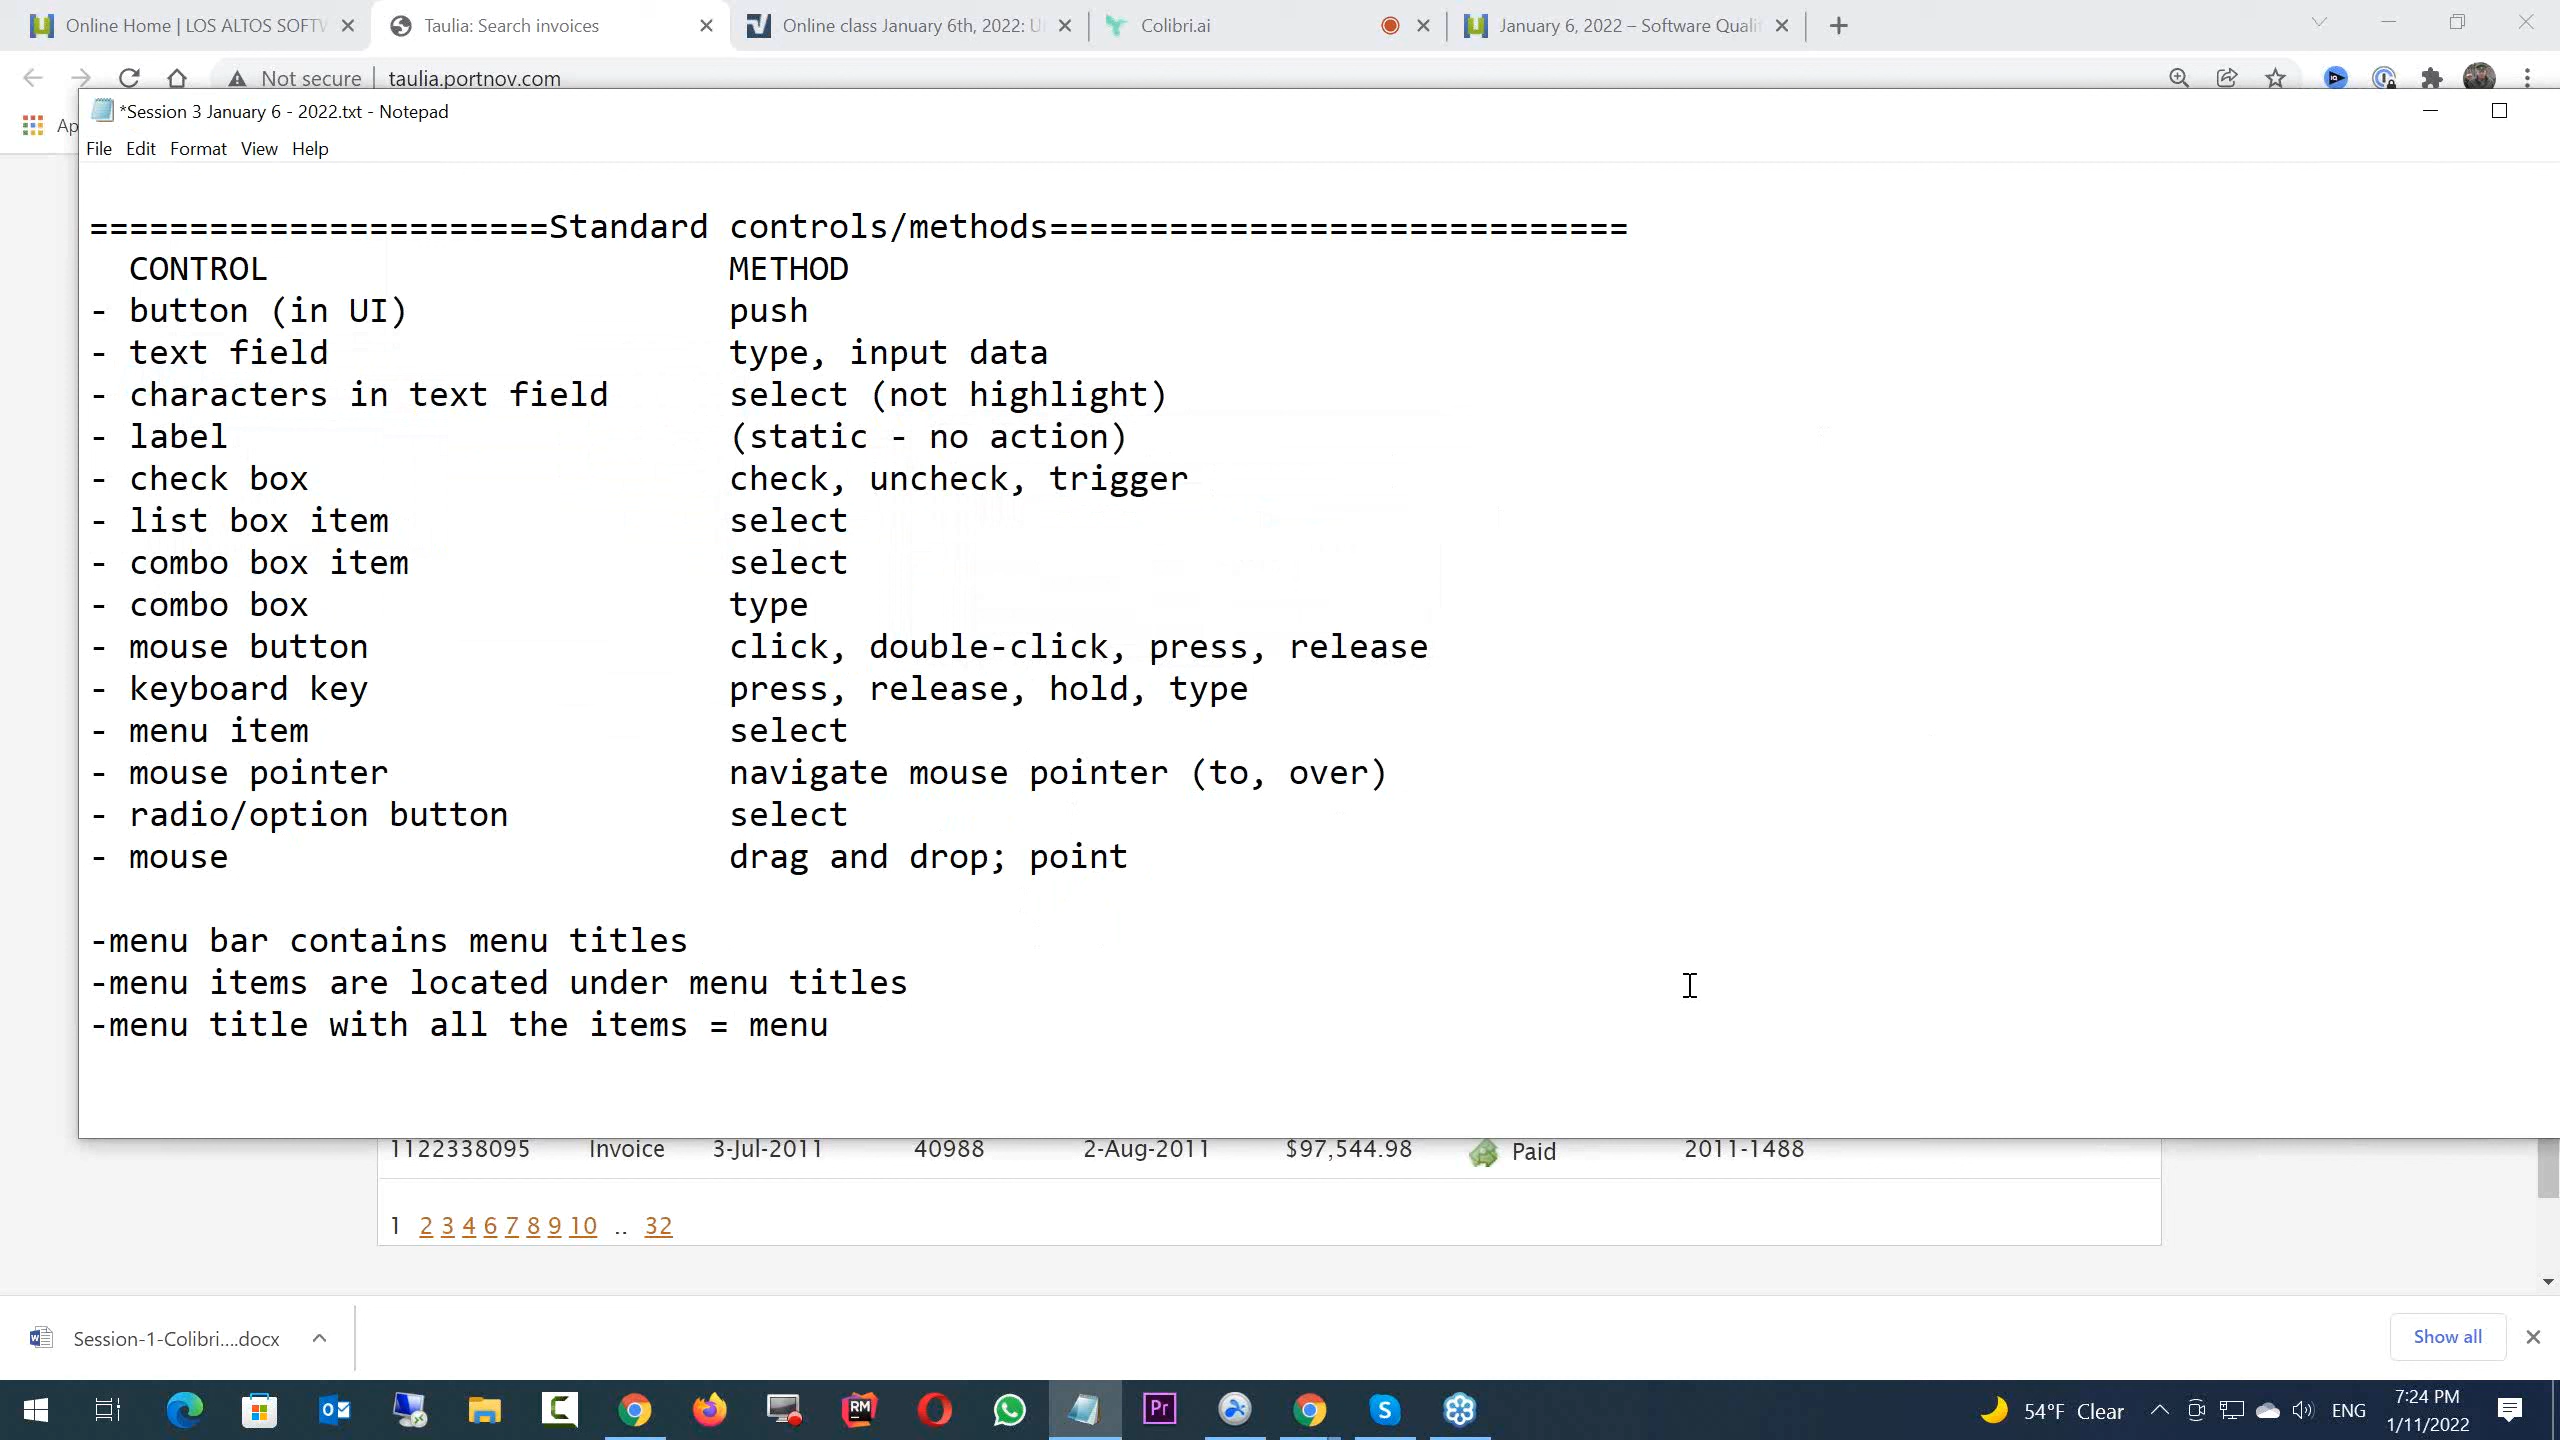 Online Home | LOS ALTOS SOFTW
Taulia: Search invoices
Online class January 6th, 2022: UI
Colibri.ai
January 6, 2022 – Software Quali
Not secure | taulia.portnov.com
Ap
*Session 3 January 6 - 2022.txt - Notepad
File Edit Format View Help
=======================Standard controls/methods=============================
CONTROL METHOD
- button (in UI) push
- text field type, input data
- characters in text field select (not highlight)
- label (static - no action)
- check box check, uncheck, trigger
- list box item select
- combo box item select
- combo box type
- mouse button click, double-click, press, release
- keyboard key press, release, hold, type
- menu item select
- mouse pointer navigate mouse pointer (to, over)
- radio/option button select
- mouse drag and drop; point
-menu bar contains menu titles
-menu items are located under menu titles
-menu title with all the items = menu
1122338095 Invoice 3-Jul-2011 40988 2-Aug-2011 $97,544.98 Paid 2011-1488
1 2 3 4 6 7 8 9 10 .. 32
Session-1-Colibri....docx
Show all
54°F Clear
ENG
7:24 PM
1/11/2022